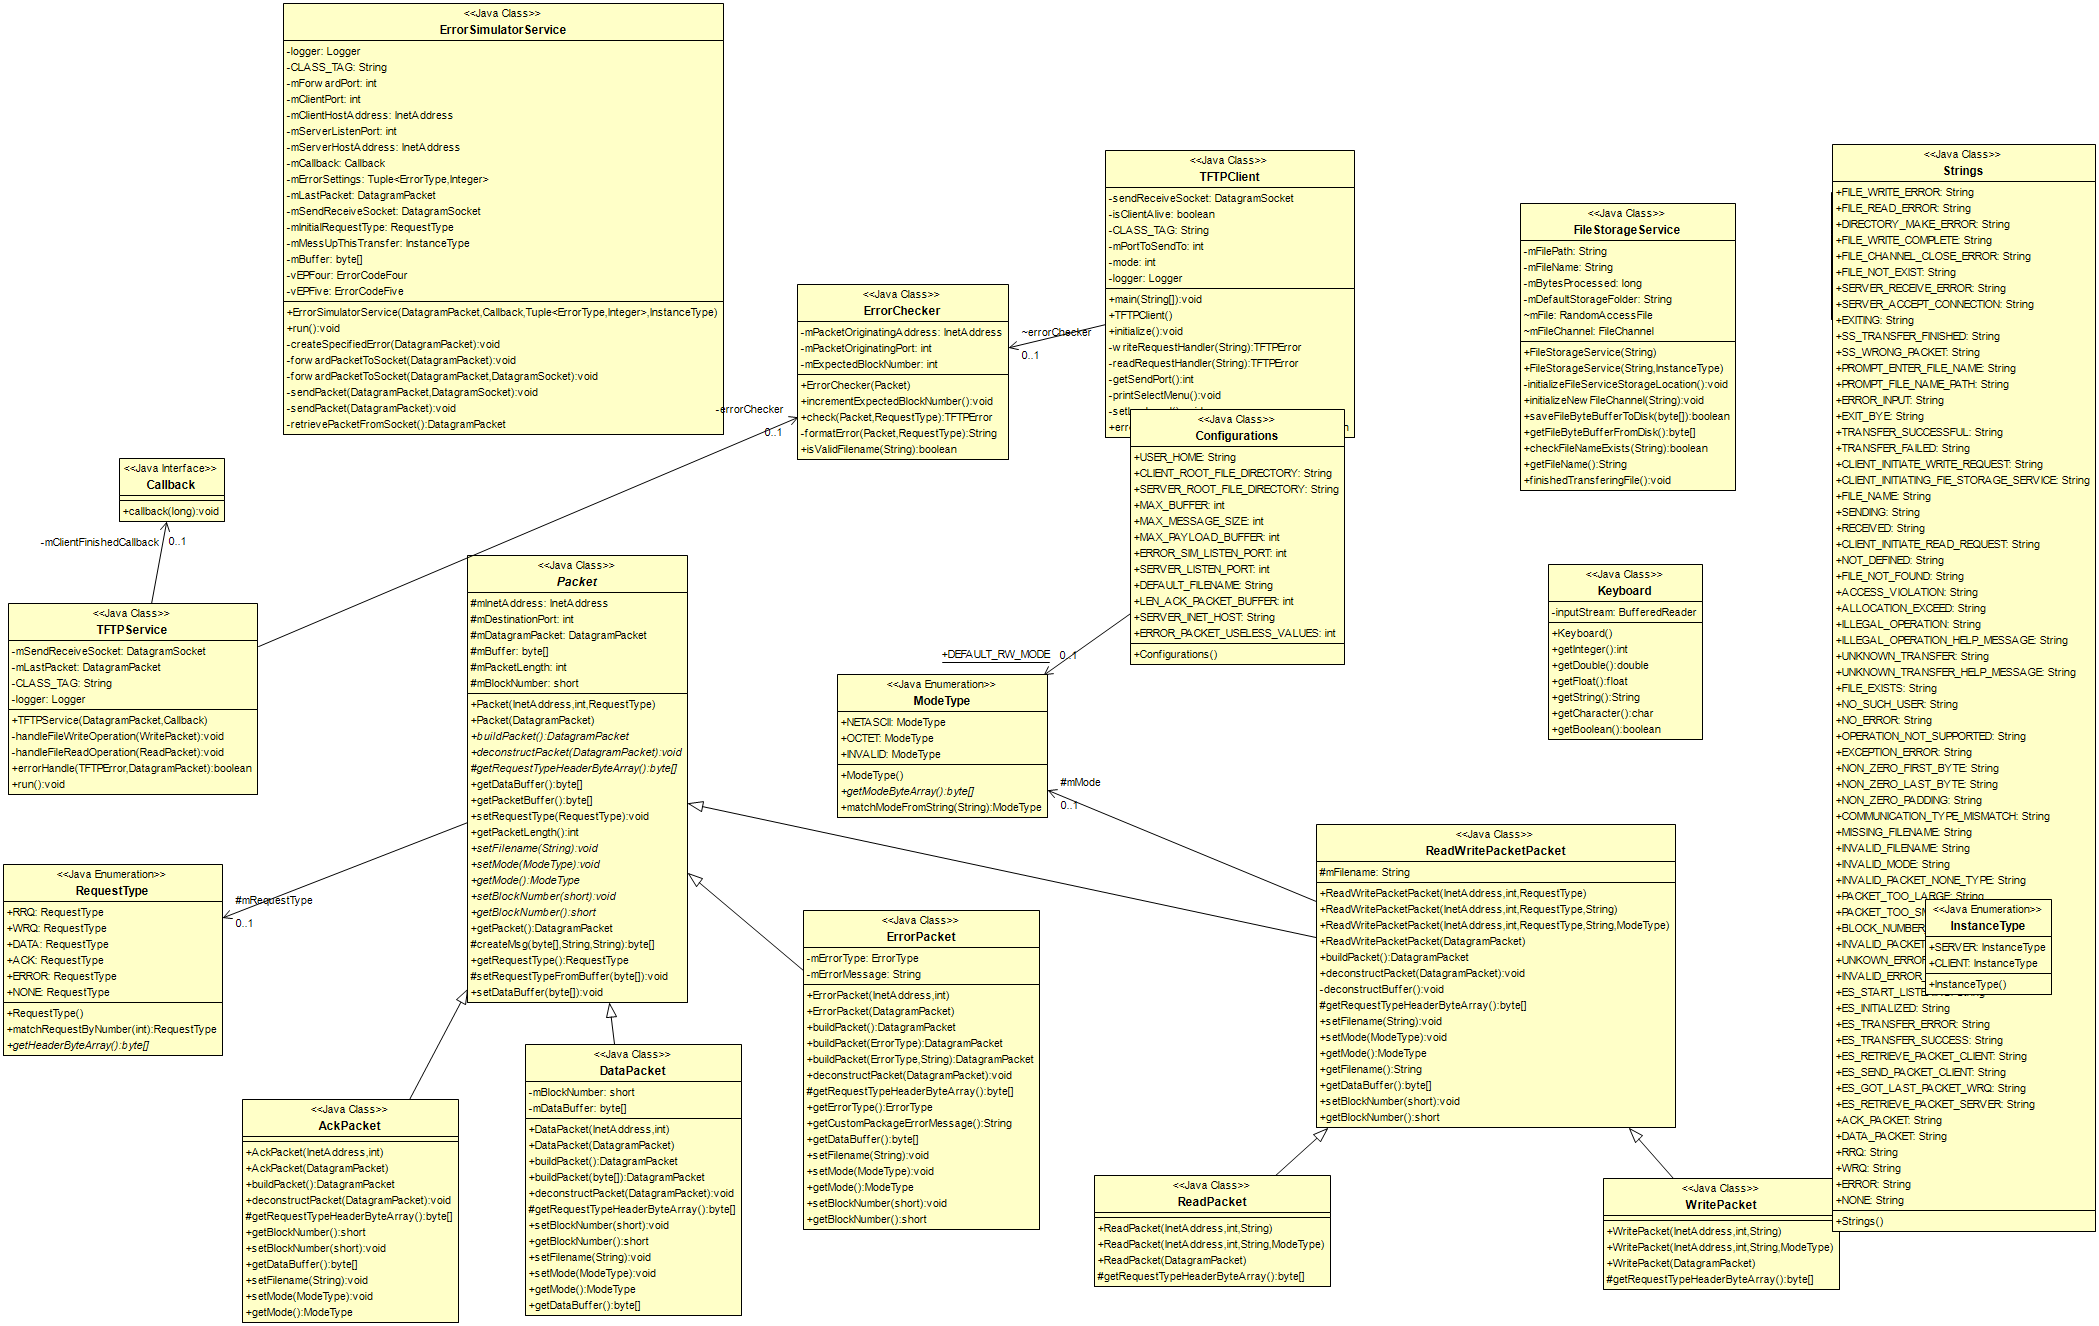 <<Java Class>>
ErrorSimulatorService
-logger: Logger
-CLASS_TAG: String
-mForwardPort: int
-mClientPort: int
-mClientHostAddress: InetAddress
-mServerListenPort: int
-mServerHostAddress: InetAddress
-mCallback: Callback
-mErrorSettings: Tuple<ErrorType,Integer>
-mLastPacket: DatagramPacket
-mSendReceiveSocket: DatagramSocket
-mInitialRequestType: RequestType
-mMessUpThisTransfer: InstanceType
-mBuffer: byte[]
-vEPFour: ErrorCodeFour
-vEPFive: ErrorCodeFive
+ErrorSimulatorService(DatagramPacket,Callback,Tuple<ErrorType,Integer>,InstanceType)
+run():void
-createSpecifiedError(DatagramPacket):void
-forwardPacketToSocket(DatagramPacket):void
-forwardPacketToSocket(DatagramPacket,DatagramSocket):void
-sendPacket(DatagramPacket,DatagramSocket):void
-sendPacket(DatagramPacket):void
-retrievePacketFromSocket():DatagramPacket
<<Java Class>>
TFTPClient
-sendReceiveSocket: DatagramSocket
-isClientAlive: boolean
-CLASS_TAG: String
-mPortToSendTo: int
-mode: int
-logger: Logger
+main(String[]):void
+TFTPClient()
+initialize():void
-writeRequestHandler(String):TFTPError
-readRequestHandler(String):TFTPError
-getSendPort():int
-printSelectMenu():void
<<Java Class>>
ErrorChecker
-mPacketOriginatingAddress: InetAddress
-mPacketOriginatingPort: int
-mExpectedBlockNumber: int
+ErrorChecker(Packet)
+incrementExpectedBlockNumber():void
+check(Packet,RequestType):TFTPError
-formatError(Packet,RequestType):String
+isValidFilename(String):boolean
~errorChecker
0..1
-errorChecker
0..1
<<Java Class>>
Configurations
+USER_HOME: String
+CLIENT_ROOT_FILE_DIRECTORY: String
+SERVER_ROOT_FILE_DIRECTORY: String
+MAX_BUFFER: int
+MAX_MESSAGE_SIZE: int
+MAX_PAYLOAD_BUFFER: int
+ERROR_SIM_LISTEN_PORT: int
+SERVER_LISTEN_PORT: int
+DEFAULT_FILENAME: String
+LEN_ACK_PACKET_BUFFER: int
+SERVER_INET_HOST: String
+ERROR_PACKET_USELESS_VALUES: int
+Configurations()
<<Java Class>>
FileStorageService
-mFilePath: String
-mFileName: String
-mBytesProcessed: long
-mDefaultStorageFolder: String
~mFile: RandomAccessFile
~mFileChannel: FileChannel
+FileStorageService(String)
+FileStorageService(String,InstanceType)
-initializeFileServiceStorageLocation():void
+initializeNewFileChannel(String):void
+saveFileByteBufferToDisk(byte[]):boolean
+getFileByteBufferFromDisk():byte[]
+checkFileNameExists(String):boolean
+getFileName():String
+finishedTransferingFile():void
<<Java Class>>
Keyboard
-inputStream: BufferedReader
+Keyboard()
+getInteger():int
+getDouble():double
+getFloat():float
+getString():String
+getCharacter():char
+getBoolean():boolean
<<Java Class>>
Strings
+FILE_WRITE_ERROR: String
+FILE_READ_ERROR: String
+DIRECTORY_MAKE_ERROR: String
+FILE_WRITE_COMPLETE: String
+FILE_CHANNEL_CLOSE_ERROR: String
+FILE_NOT_EXIST: String
+SERVER_RECEIVE_ERROR: String
+SERVER_ACCEPT_CONNECTION: String
+EXITING: String
+SS_TRANSFER_FINISHED: String
+SS_WRONG_PACKET: String
+PROMPT_ENTER_FILE_NAME: String
+PROMPT_FILE_NAME_PATH: String
+ERROR_INPUT: String
+EXIT_BYE: String
+TRANSFER_SUCCESSFUL: String
+TRANSFER_FAILED: String
+CLIENT_INITIATE_WRITE_REQUEST: String
+CLIENT_INITIATING_FIE_STORAGE_SERVICE: String
+FILE_NAME: String
+SENDING: String
+RECEIVED: String
+CLIENT_INITIATE_READ_REQUEST: String
+NOT_DEFINED: String
+FILE_NOT_FOUND: String
+ACCESS_VIOLATION: String
+ALLOCATION_EXCEED: String
+ILLEGAL_OPERATION: String
+ILLEGAL_OPERATION_HELP_MESSAGE: String
+UNKNOWN_TRANSFER: String
+UNKNOWN_TRANSFER_HELP_MESSAGE: String
+FILE_EXISTS: String
+NO_SUCH_USER: String
+NO_ERROR: String
+OPERATION_NOT_SUPPORTED: String
+EXCEPTION_ERROR: String
+NON_ZERO_FIRST_BYTE: String
+NON_ZERO_LAST_BYTE: String
+NON_ZERO_PADDING: String
+COMMUNICATION_TYPE_MISMATCH: String
+MISSING_FILENAME: String
+INVALID_FILENAME: String
+INVALID_MODE: String
+INVALID_PACKET_NONE_TYPE: String
+PACKET_TOO_LARGE: String
+PACKET_TOO_
+BLOCK_NUMBER
+INVALID_PACKET
+UNKOWN_ERRO
+INVALID_ERROR_
+ES_START_LISTE
+ES_INITIALIZED: String
+ES_TRANSFER_ERROR: String
+ES_TRANSFER_SUCCESS: String
+ES_RETRIEVE_PACKET_CLIENT: String
+ES_SEND_PACKET_CLIENT: String
+ES_GOT_LAST_PACKET_WRQ: String
+ES_RETRIEVE_PACKET_SERVER: String
+ACK_PACKET: String
+DATA_PACKET: String
+RRQ: String
+WRQ: String
+ERROR: String
+NONE: String
+Strings()
<<Java Enumeration>>
InstanceType
+SERVER: InstanceType
+CLIENT: InstanceType
+InstanceType()
<<Java Interface>>
Callback
+callback(long):void
-mClientFinishedCallback
0..1
<<Java Class>>
TFTPService
-mSendReceiveSocket: DatagramSocket
-mLastPacket: DatagramPacket
-CLASS_TAG: String
-logger: Logger
+TFTPService(DatagramPacket,Callback)
-handleFileWriteOperation(WritePacket):void
-handleFileReadOperation(ReadPacket):void
+errorHandle(TFTPError,DatagramPacket):boolean
+run():void
<<Java Class>>
Packet
#mInetAddress: InetAddress
#mDestinationPort: int
#mDatagramPacket: DatagramPacket
#mBuffer: byte[]
#mPacketLength: int
#mBlockNumber: short
+Packet(InetAddress,int,RequestType)
+Packet(DatagramPacket)
+buildPacket():DatagramPacket
+deconstructPacket(DatagramPacket):void
#getRequestTypeHeaderByteArray():byte[]
+getDataBuffer():byte[]
+getPacketBuffer():byte[]
+setRequestType(RequestType):void
+getPacketLength():int
+setFilename(String):void
+setMode(ModeType):void
+getMode():ModeType
+setBlockNumber(short):void
+getBlockNumber():short
+getPacket():DatagramPacket
#createMsg(byte[],String,String):byte[]
+getRequestType():RequestType
#setRequestTypeFromBuffer(byte[]):void
+setDataBuffer(byte[]):void
+DEFAULT_RW_MODE
0..1
<<Java Enumeration>>
ModeType
+NETASCII: ModeType
+OCTET: ModeType
+INVALID: ModeType
+ModeType()
+getModeByteArray():byte[]
+matchModeFromString(String):ModeType
#mMode
0..1
<<Java Enumeration>>
RequestType
+RRQ: RequestType
+WRQ: RequestType
+DATA: RequestType
+ACK: RequestType
+ERROR: RequestType
+NONE: RequestType
+RequestType()
+matchRequestByNumber(int):RequestType
+getHeaderByteArray():byte[]
#mRequestType
0..1
<<Java Class>>
ReadWritePacketPacket
#mFilename: String
+ReadWritePacketPacket(InetAddress,int,RequestType)
+ReadWritePacketPacket(InetAddress,int,RequestType,String)
+ReadWritePacketPacket(InetAddress,int,RequestType,String,ModeType)
+ReadWritePacketPacket(DatagramPacket)
+buildPacket():DatagramPacket
+deconstructPacket(DatagramPacket):void
-deconstructBuffer():void
#getRequestTypeHeaderByteArray():byte[]
+setFilename(String):void
+setMode(ModeType):void
+getMode():ModeType
+getFilename():String
+getDataBuffer():byte[]
+setBlockNumber(short):void
+getBlockNumber():short
<<Java Class>>
ErrorPacket
-mErrorType: ErrorType
-mErrorMessage: String
+ErrorPacket(InetAddress,int)
+ErrorPacket(DatagramPacket)
+buildPacket():DatagramPacket
+buildPacket(ErrorType):DatagramPacket
+buildPacket(ErrorType,String):DatagramPacket
+deconstructPacket(DatagramPacket):void
#getRequestTypeHeaderByteArray():byte[]
+getErrorType():ErrorType
+getCustomPackageErrorMessage():String
+getDataBuffer():byte[]
+setFilename(String):void
+setMode(ModeType):void
+getMode():ModeType
+setBlockNumber(short):void
+getBlockNumber():short
<<Java Class>>
DataPacket
-mBlockNumber: short
-mDataBuffer: byte[]
+DataPacket(InetAddress,int)
+DataPacket(DatagramPacket)
+buildPacket():DatagramPacket
+buildPacket(byte[]):DatagramPacket
+deconstructPacket(DatagramPacket):void
#getRequestTypeHeaderByteArray():byte[]
+setBlockNumber(short):void
+getBlockNumber():short
+setFilename(String):void
+setMode(ModeType):void
+getMode():ModeType
+getDataBuffer():byte[]
<<Java Class>>
AckPacket
+AckPacket(InetAddress,int)
+AckPacket(DatagramPacket)
+buildPacket():DatagramPacket
+deconstructPacket(DatagramPacket):void
#getRequestTypeHeaderByteArray():byte[]
+getBlockNumber():short
+setBlockNumber(short):void
+getDataBuffer():byte[]
+setFilename(String):void
+setMode(ModeType):void
+getMode():ModeType
<<Java Class>>
ReadPacket
+ReadPacket(InetAddress,int,String)
+ReadPacket(InetAddress,int,String,ModeType)
+ReadPacket(DatagramPacket)
#getRequestTypeHeaderByteArray():byte[]
<<Java Class>>
WritePacket
+WritePacket(InetAddress,int,String)
+WritePacket(InetAddress,int,String,ModeType)
+WritePacket(DatagramPacket)
#getRequestTypeHeaderByteArray():byte[]